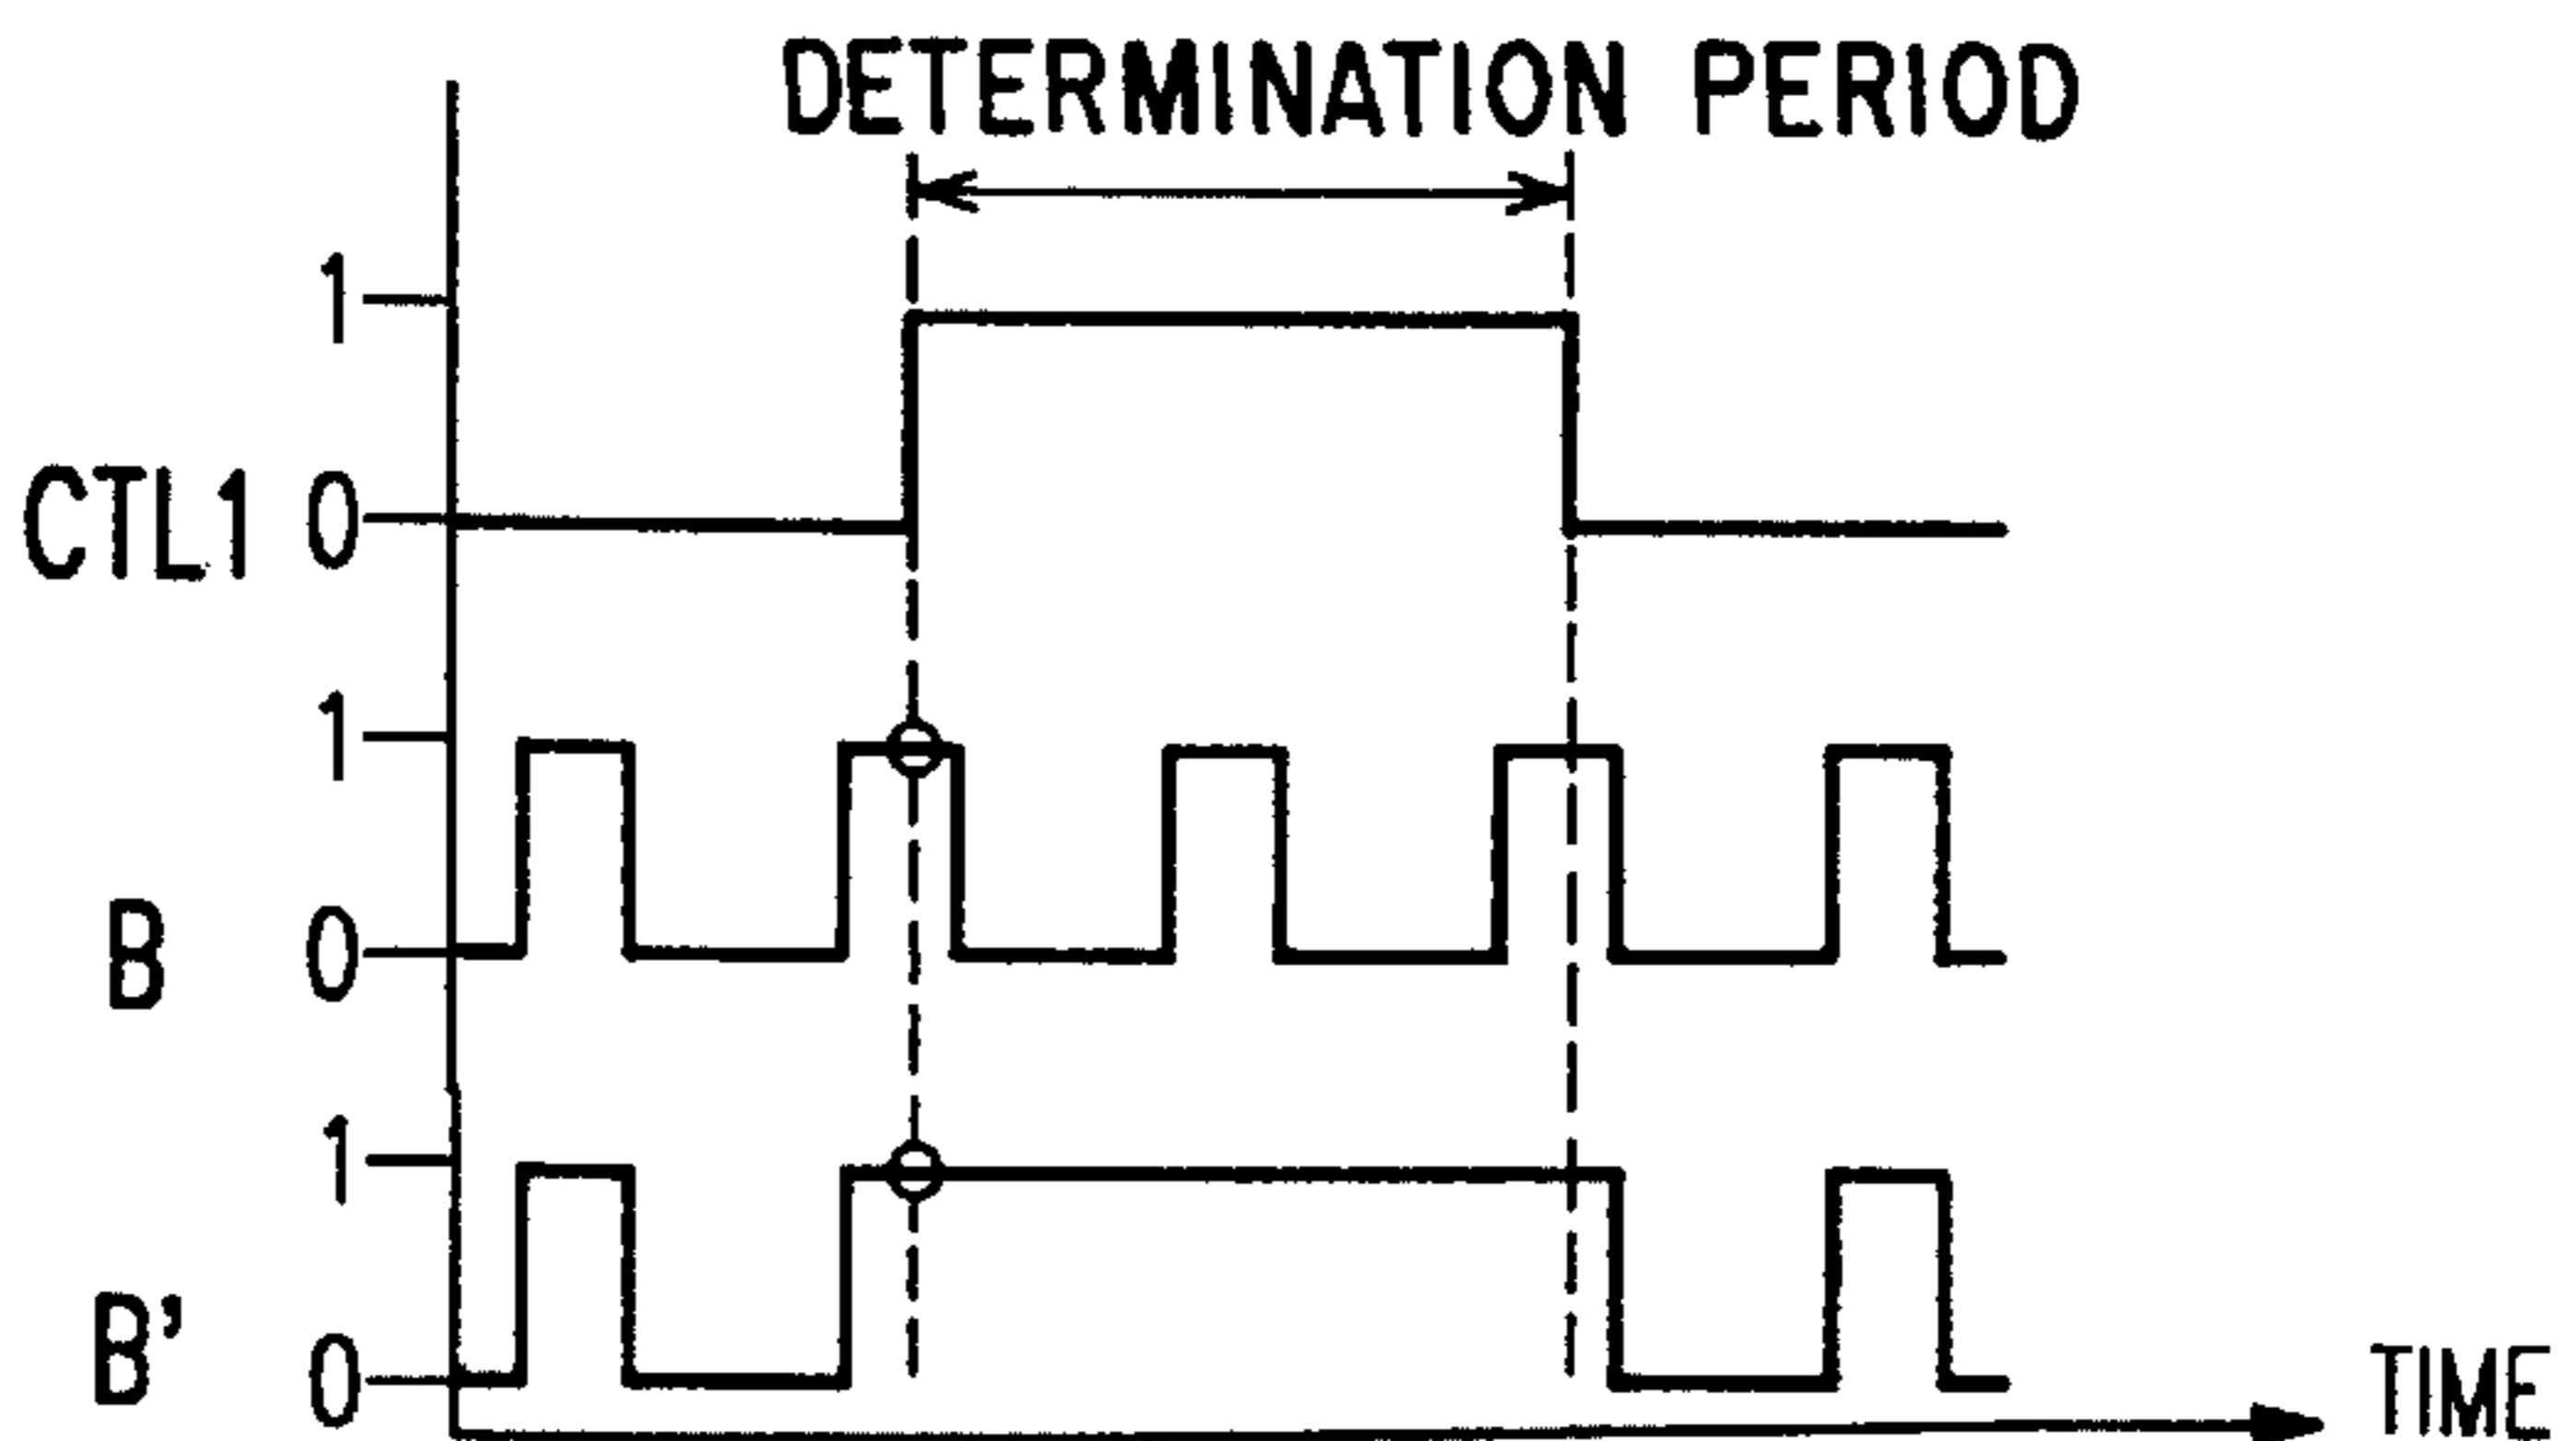 DETERMINATION PERIOD
1
CTL1 0
1
B 0
1
B' 0
TIME